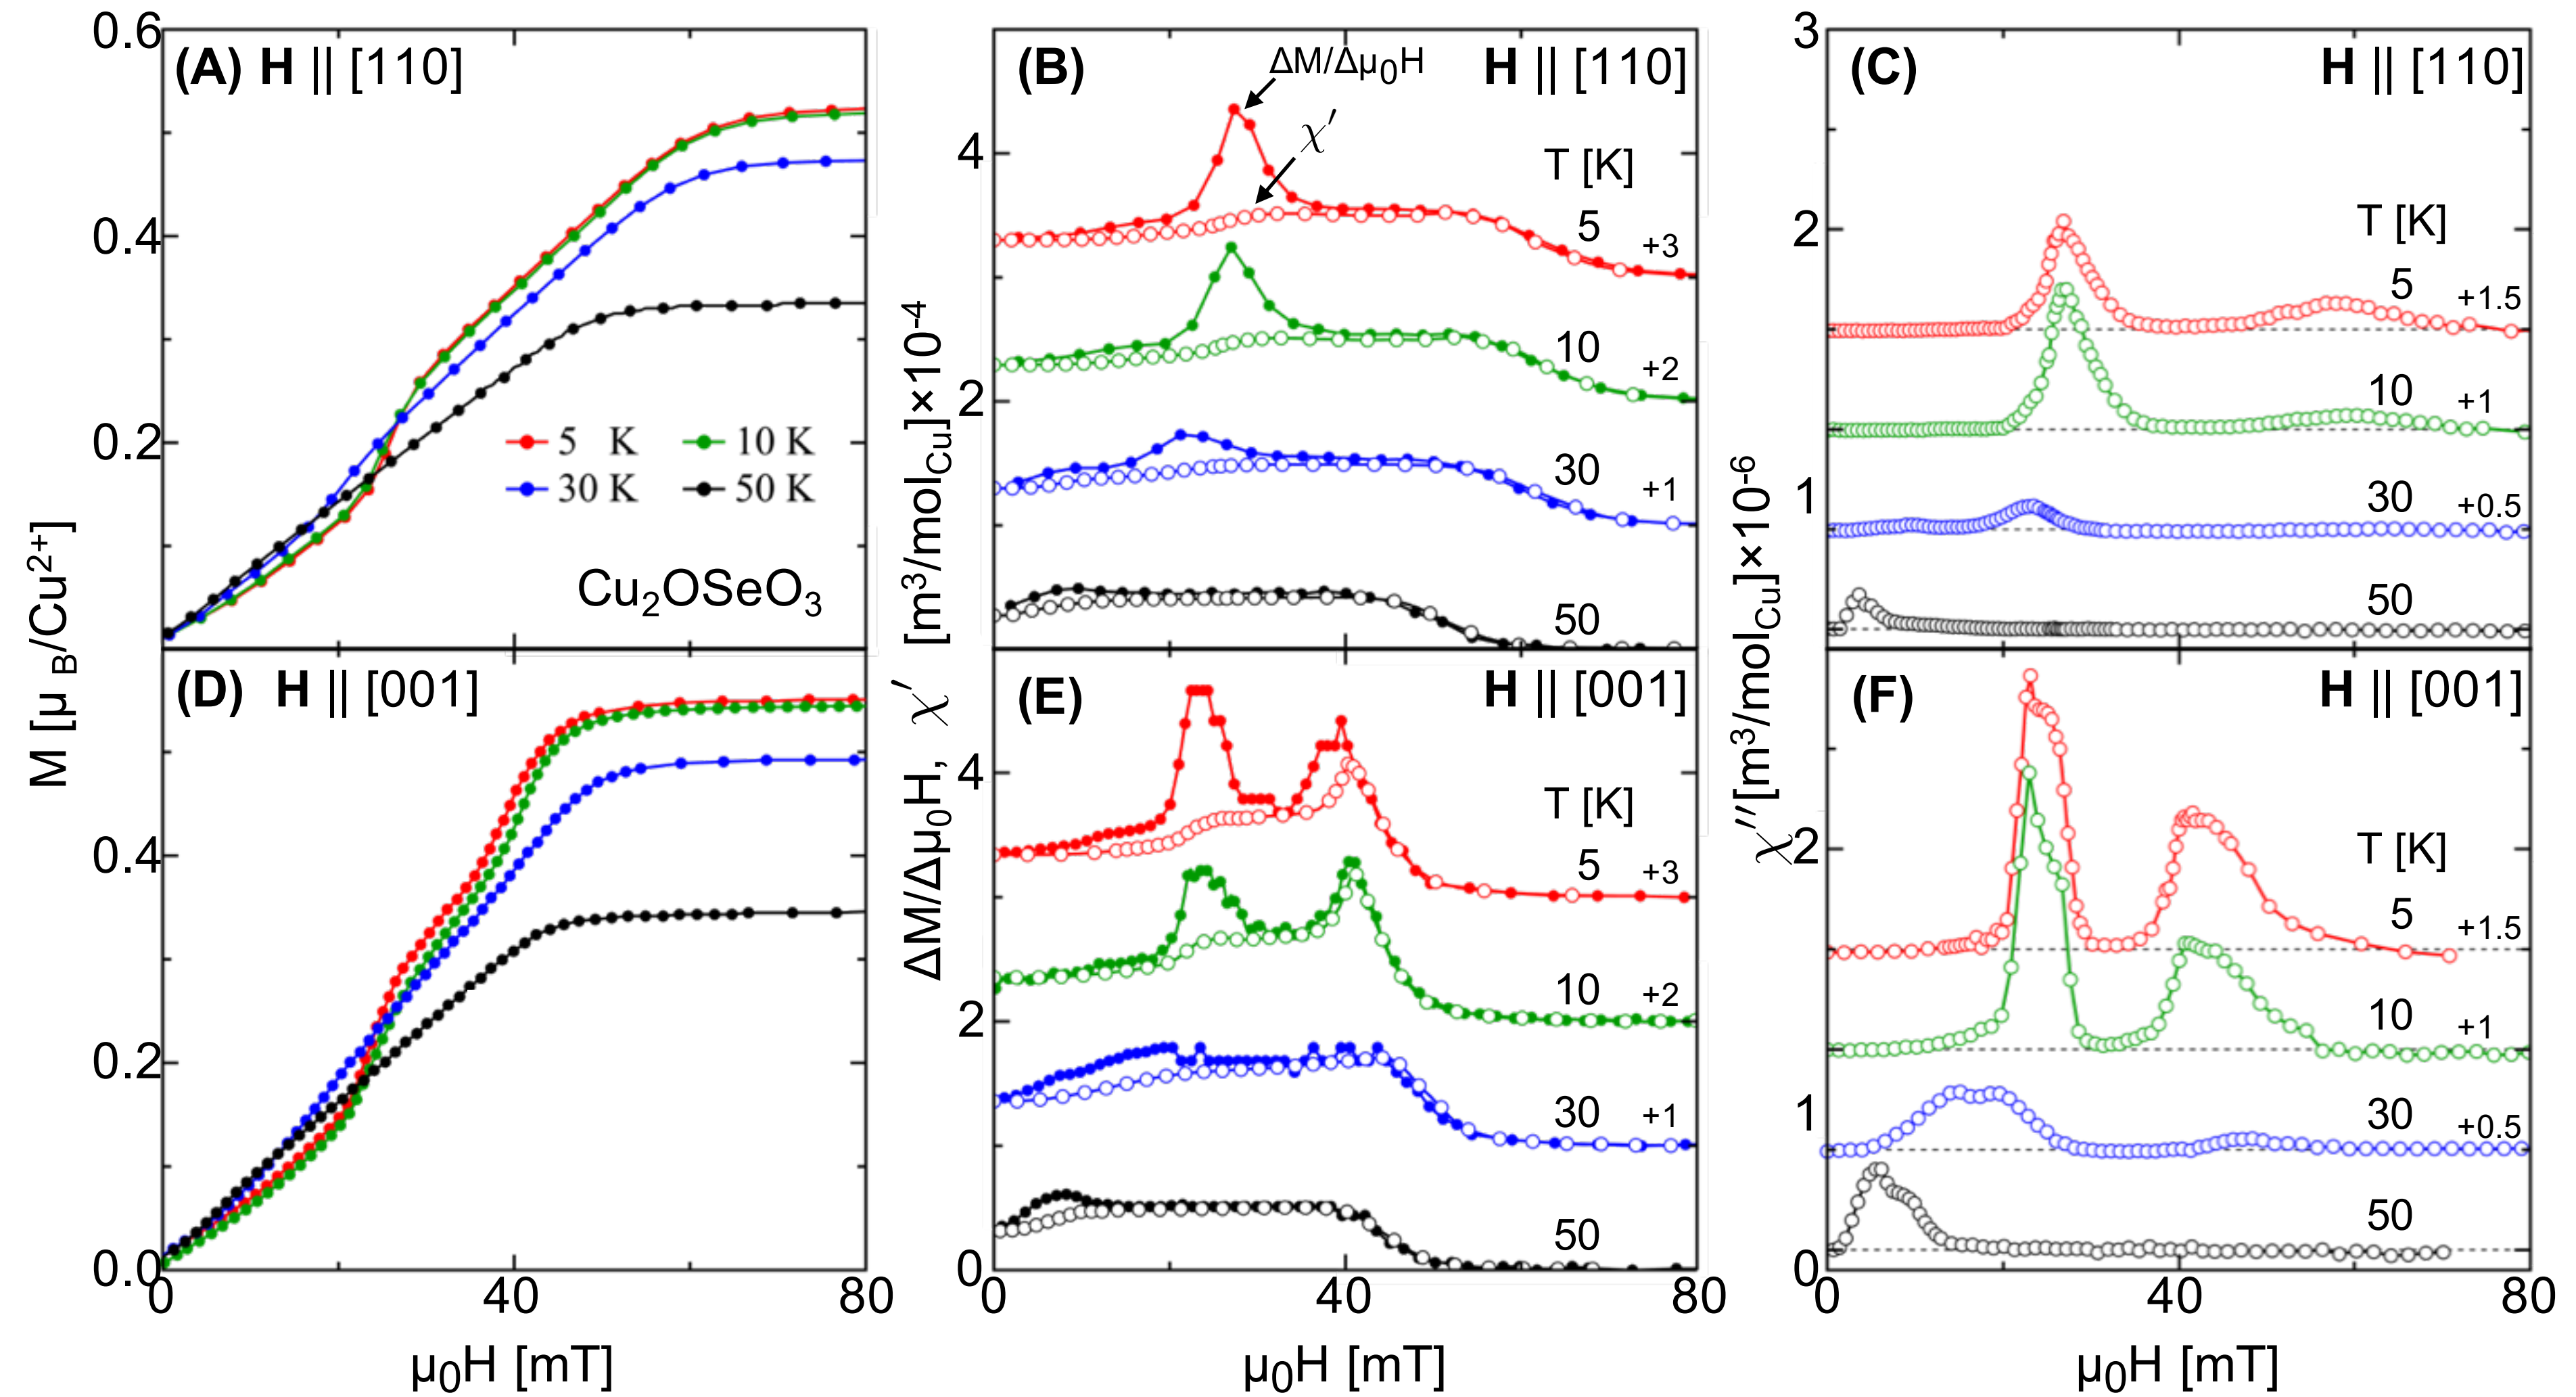 (A) H || [110]
0.6
0.4
0.2
5 K
10 K
30 K
50 K
Cu₂OSeO₃
M [μ B/Cu²⁺]
(B)
ΔM/Δμ₀H
H || [110]
χ′
T [K]
4
2
5 +3
10 +2
30 +1
50
ΔM/Δμ₀H, χ′ [m³/molCu]×10⁻⁴
(C)
H || [110]
3
2
1
T [K]
5 +1.5
10 +1
30 +0.5
50
χ′′[m³/molCu]×10⁻⁶
(D) H || [001]
0.4
0.2
0.0
0
40
80
μ₀H [mT]
(E)
H || [001]
4
2
0
T [K]
5 +3
10 +2
30 +1
50
0
40
80
μ₀H [mT]
(F)
H || [001]
2
1
0
T [K]
5 +1.5
10 +1
30 +0.5
50
0
40
80
μ₀H [mT]